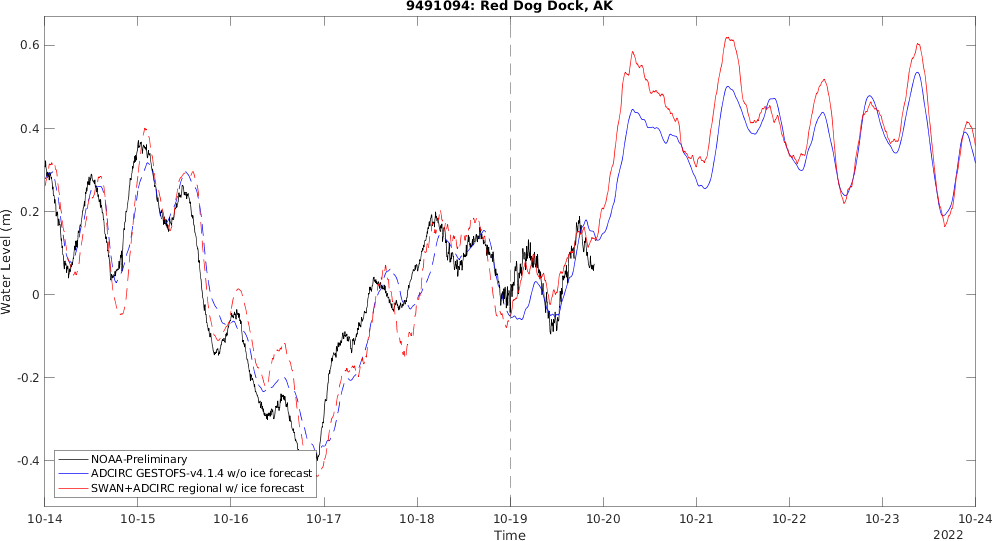 9491094: Red Dog Dock, AK
Water Level (m)
0.6
0.4
0.2
0
-0.2
-0.4
NOAA-Preliminary
ADCIRC GESTOFS-v4.1.4 w/o ice forecast
SWAN+ADCIRC regional w/ ice forecast
10-14 10-15 10-16 10-17 10-18 10-19 10-20 10-21 10-22 10-23 10-24
Time
2022